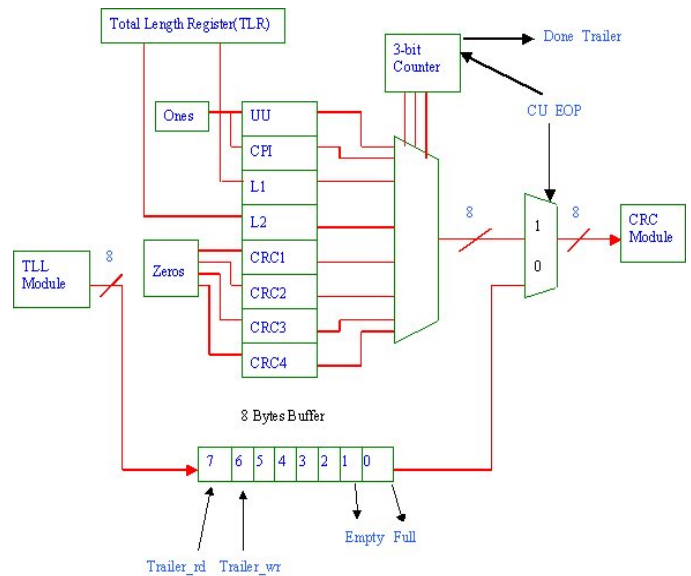 Total Length Register(TLR)
3-bit
Counter
Done Trailer
CU EOP
Ones
UU
CPI
L1
L2
CRC1
CRC2
CRC3
CRC4
Zeros
TLL
Module
8
8
1
0
8
CRC
Module
8 Bytes Buffer
7 6 5 4 3 2 1 0
Empty Full
Trailer_rd Trailer_wr